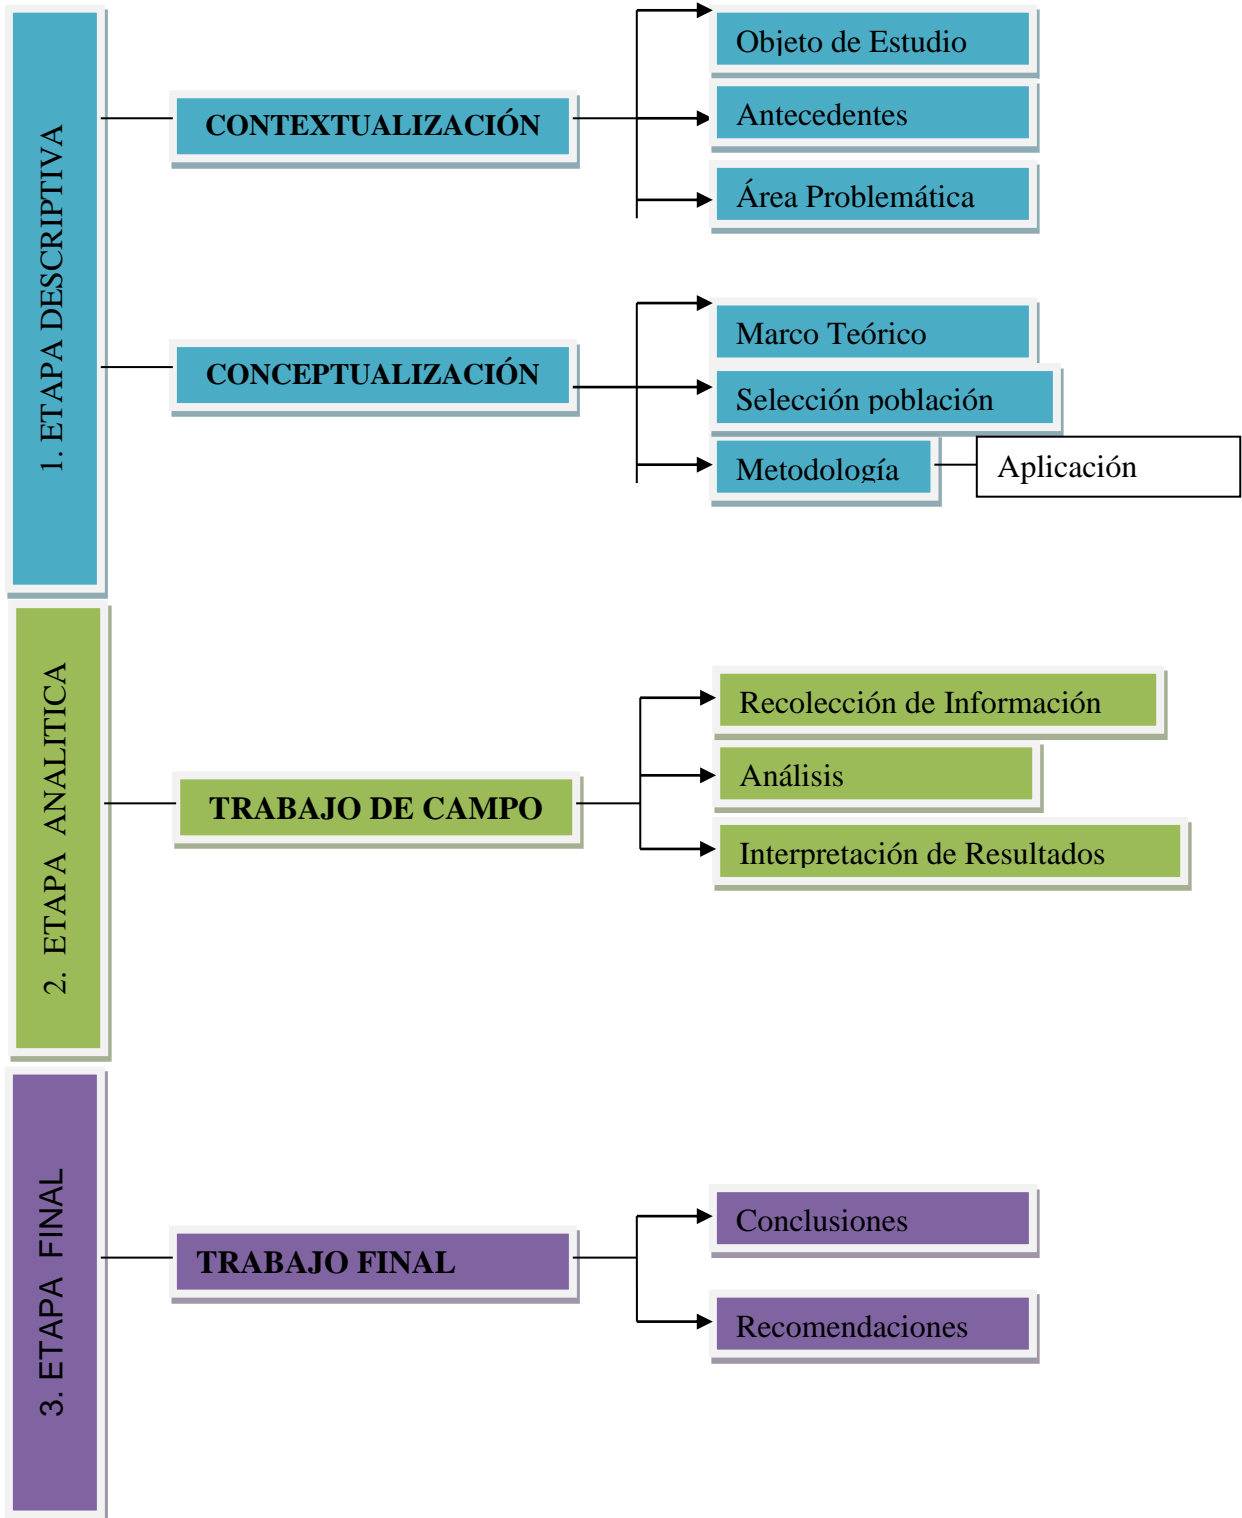 1. ETAPA DESCRIPTIVA
CONTEXTUALIZACIÓN
Objeto de Estudio
Antecedentes
Área Problemática
CONCEPTUALIZACIÓN
Marco Teórico
Selección población
Metodología
Aplicación
2. ETAPA ANALITICA
TRABAJO DE CAMPO
Recolección de Información
Análisis
Interpretación de Resultados
3. ETAPA FINAL
TRABAJO FINAL
Conclusiones
Recomendaciones